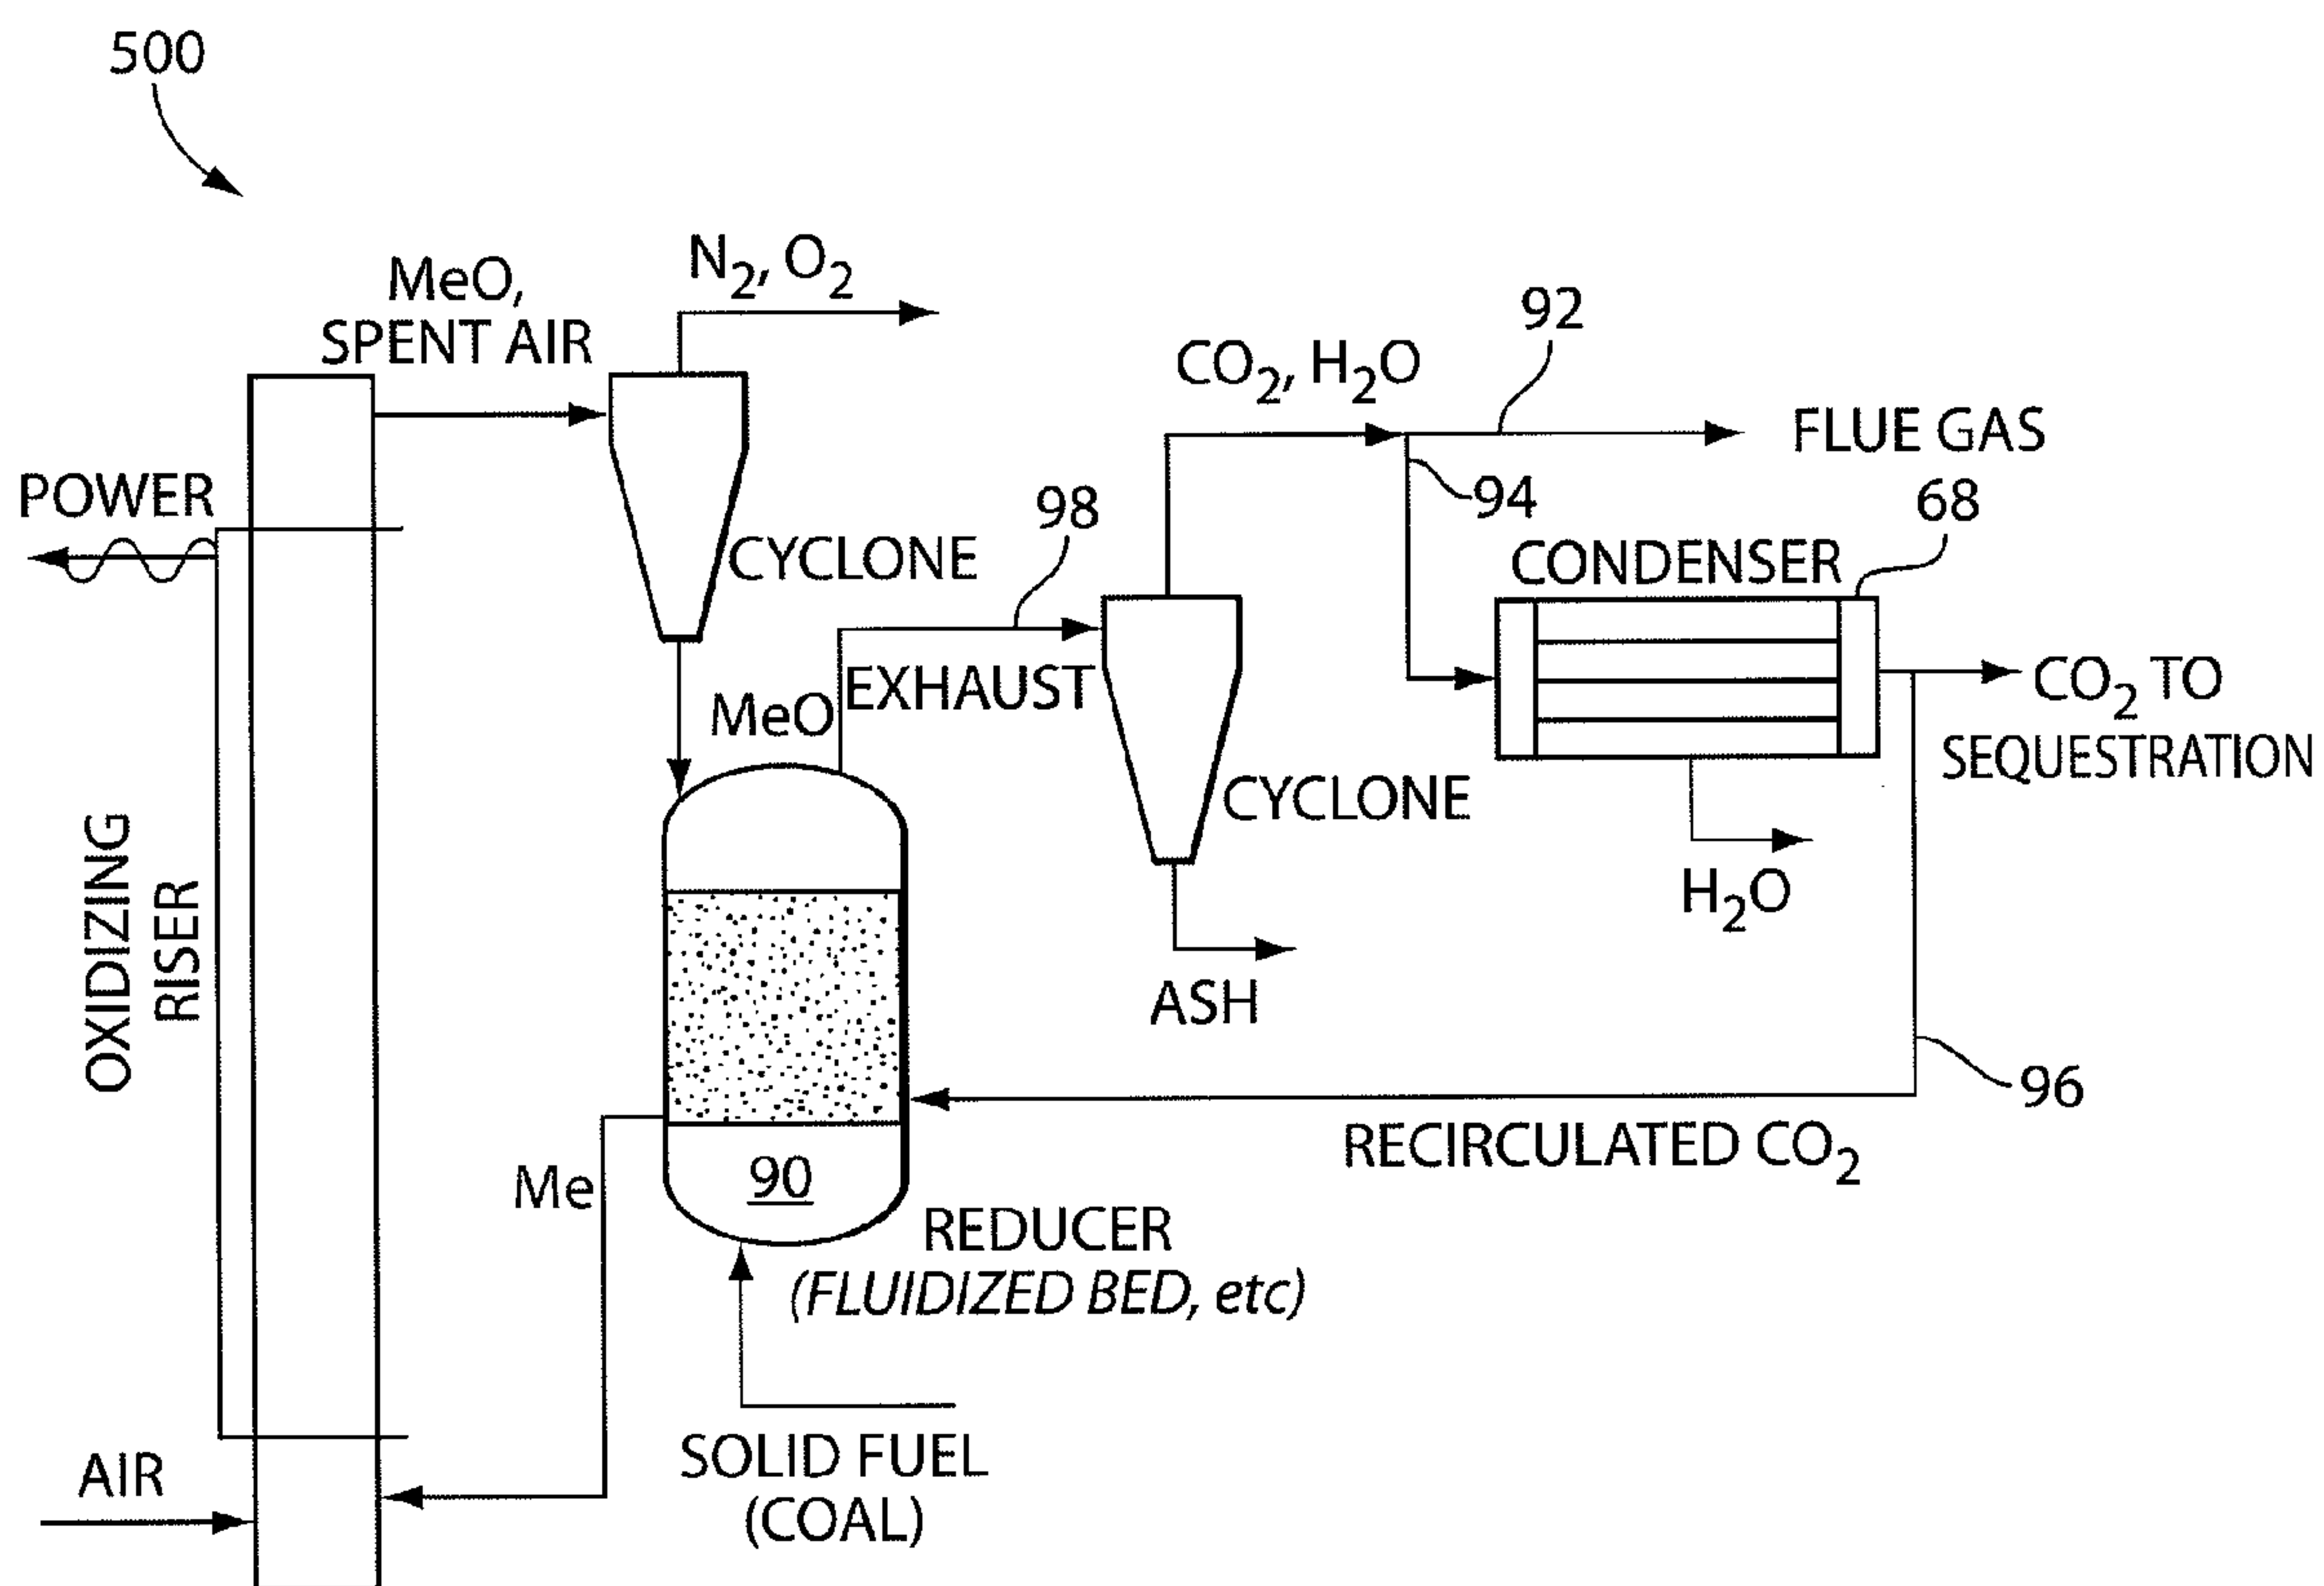 500
MeO,
SPENT AIR
N2, O2
CO2, H2O
92
FLUE GAS
POWER
94
68
98
CYCLONE
CONDENSER
EXHAUST
MeO
CO2 TO
SEQUESTRATION
CYCLONE
OXIDIZING
RISER
H2O
ASH
96
RECIRCULATED CO2
Me
90
REDUCER
(FLUIDIZED BED, etc)
SOLID FUEL
(COAL)
AIR